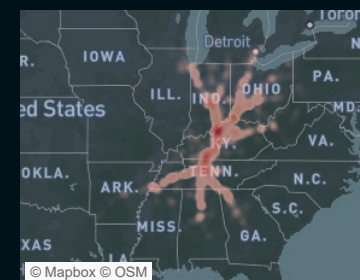 Toron
Detroit
IOWA
R.
PA.
OHIO
ILL.
IND.
MD.
ed States
VA.
KY.
OKLA.
TENN.
N.C.
ARK.
S.C.
MISS.
GA.
XAS
LA.
© Mapbox © OSM